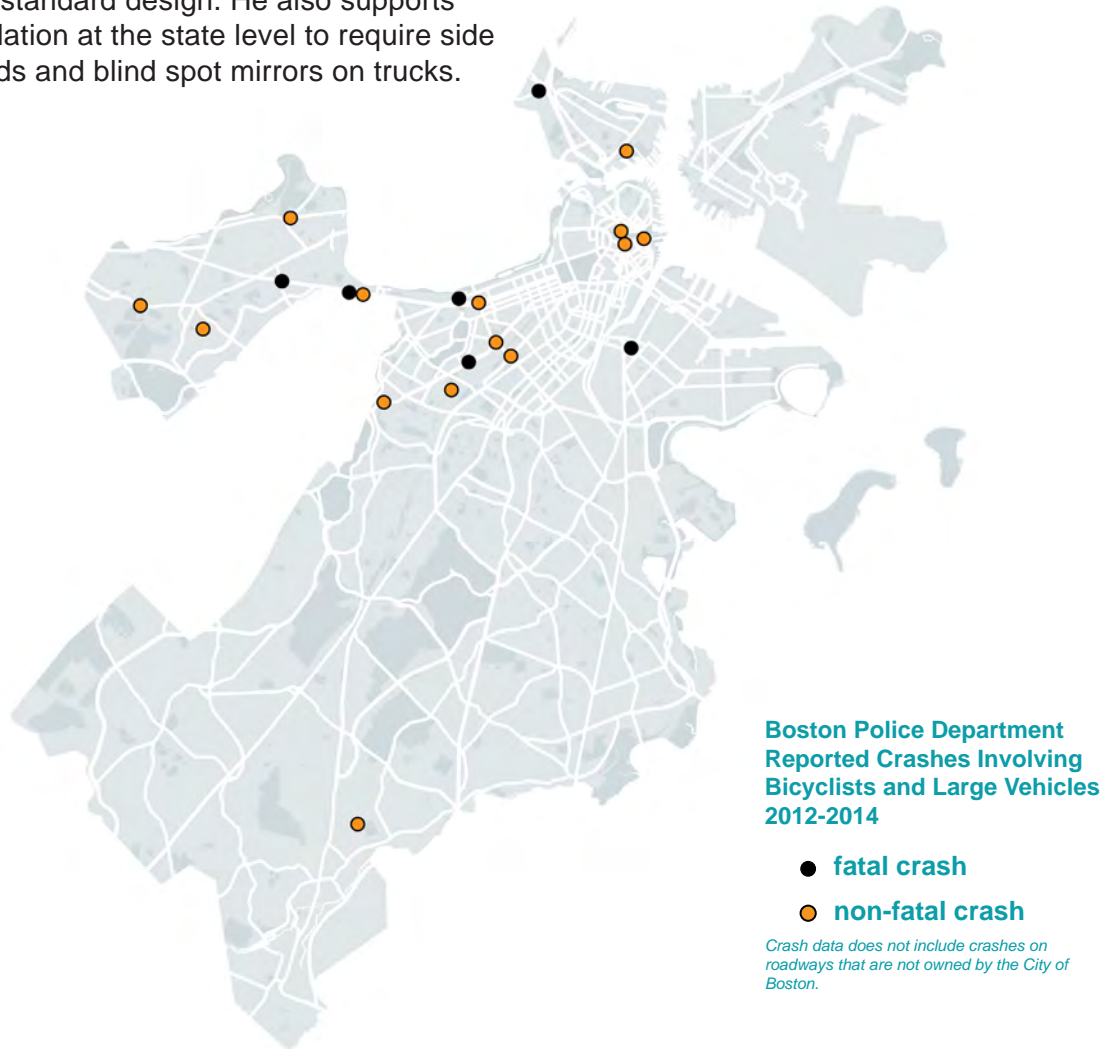 standard design. He also supports
lation at the state level to require side
ds and blind spot mirrors on trucks.
Boston Police Department
Reported Crashes Involving
Bicyclists and Large Vehicles
2012-2014
fatal crash
non-fatal crash
Crash data does not include crashes on
roadways that are not owned by the City of
Boston.